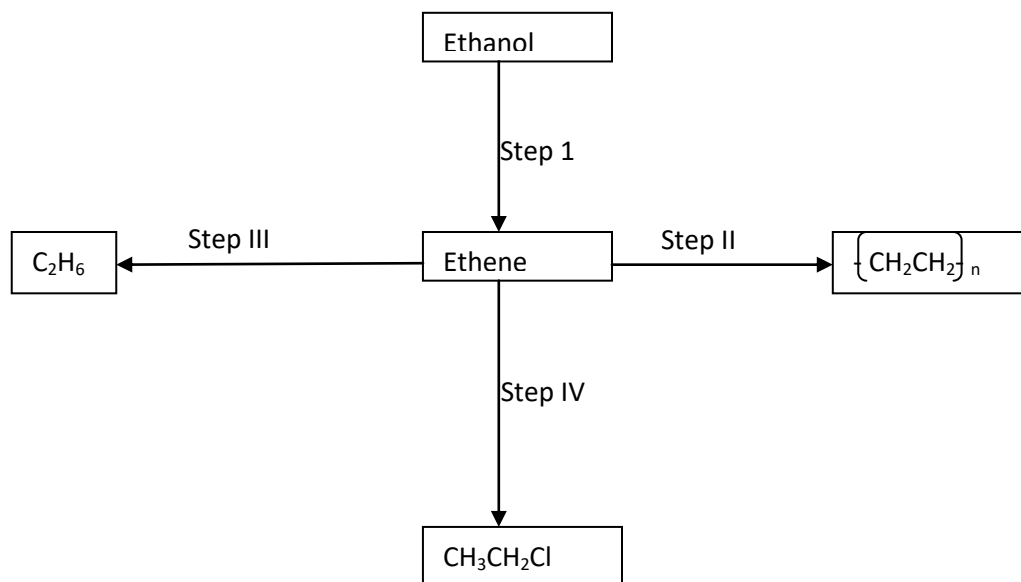 Ethanol
Step 1
Step III
Step II
C₂H₆
Ethene
-(CH₂CH₂-)n
Step IV
CH₃CH₂Cl